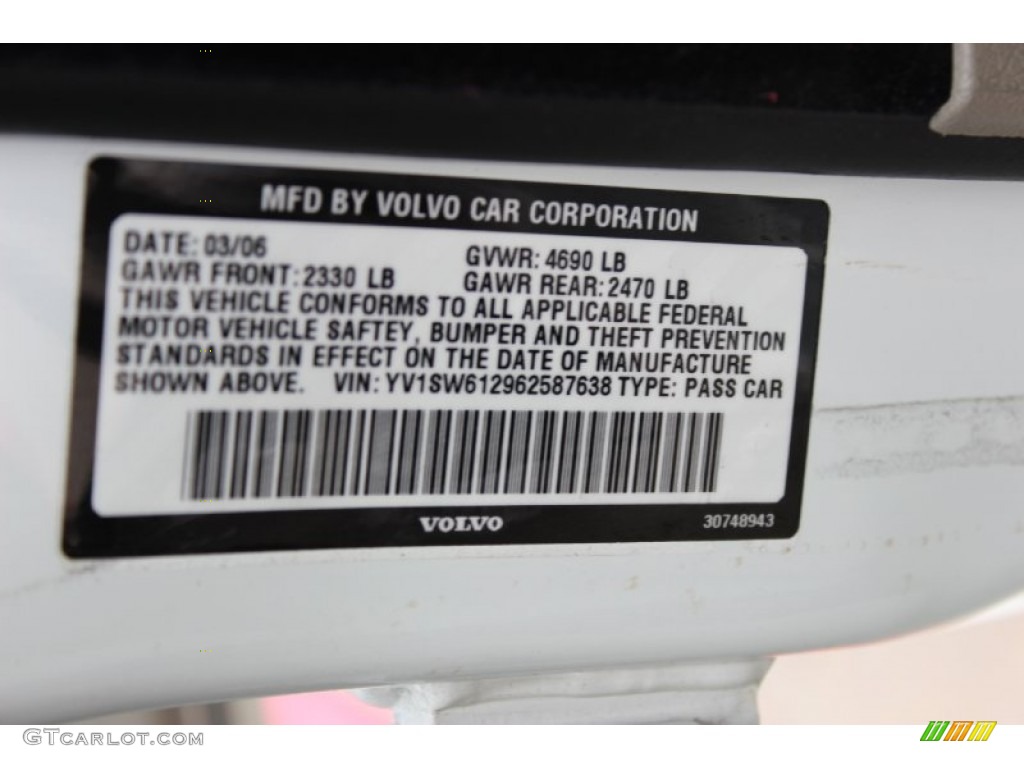 MFD BY VOLVO CAR CORPORATION
DATE: 03/06 GVWR: 4690 LB
GAWR FRONT: 2330 LB GAWR REAR: 2470 LB
THIS VEHICLE CONFORMS TO ALL APPLICABLE FEDERAL
MOTOR VEHICLE SAFTEY, BUMPER AND THEFT PREVENTION
STANDARDS IN EFFECT ON THE DATE OF MANUFACTURE
SHOWN ABOVE. VIN: YV1SW612962587638 TYPE: PASS CAR
VOLVO 30748943
GTCARLOT.COM